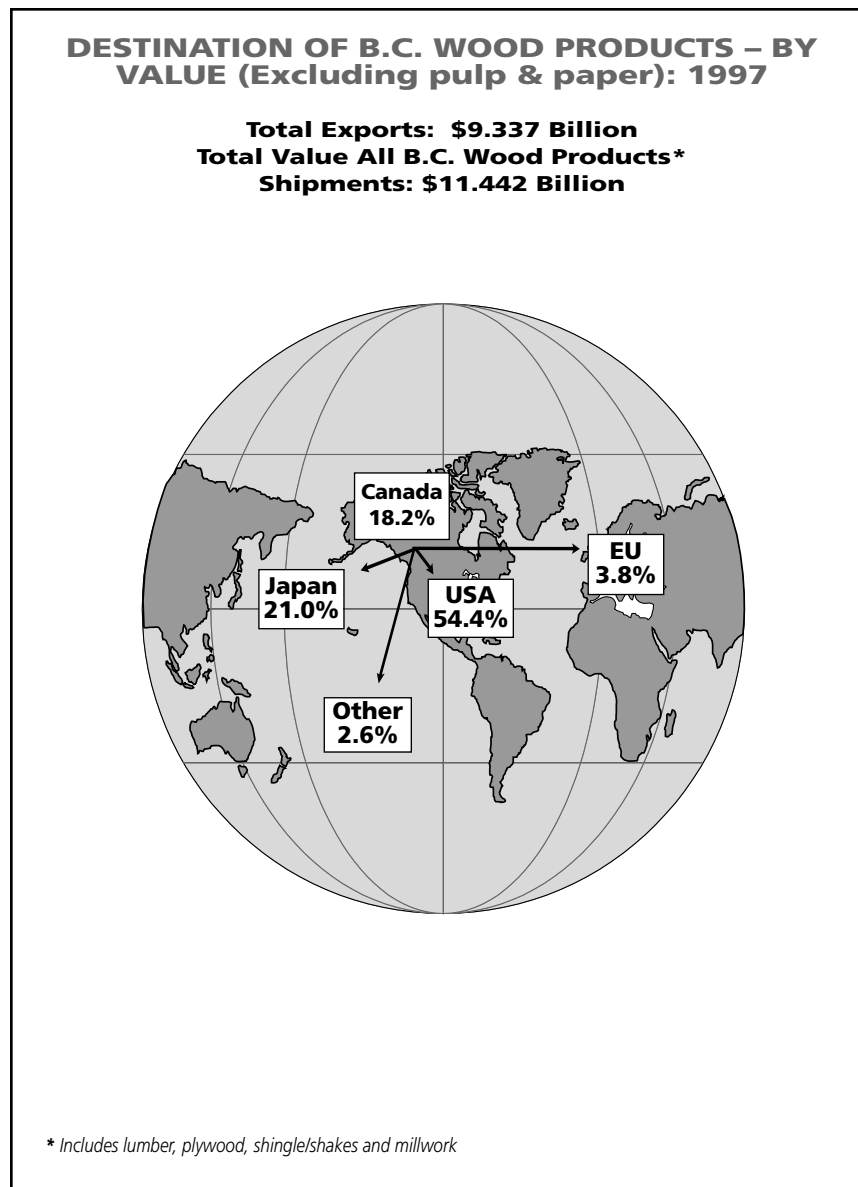 DESTINATION OF B.C. WOOD PRODUCTS – BY
VALUE (Excluding pulp & paper): 1997
Total Exports: $9.337 Billion
Total Value All B.C. Wood Products*
Shipments: $11.442 Billion
Canada
18.2%
EU
3.8%
Japan
21.0%
USA
54.4%
Other
2.6%
* Includes lumber, plywood, shingle/shakes and millwork